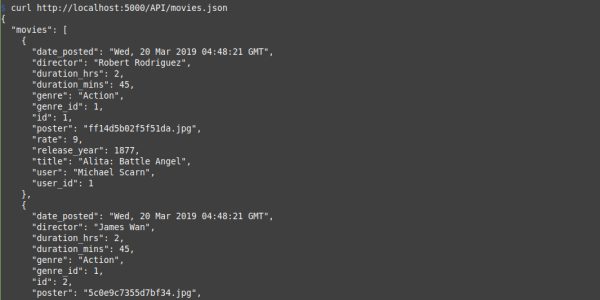 $ curl http://localhost:5000/API/movies.json
{
  "movies": [
    {
      "date_posted": "Wed, 20 Mar 2019 04:48:21 GMT",
      "director": "Robert Rodriguez",
      "duration_hrs": 2,
      "duration_mins": 45,
      "genre": "Action",
      "genre_id": 1,
      "id": 1,
      "poster": "ff14d5b02f5f51da.jpg",
      "rate": 9,
      "release_year": 1877,
      "title": "Alita: Battle Angel",
      "user": "Michael Scarn",
      "user_id": 1
    },
    {
      "date_posted": "Wed, 20 Mar 2019 04:48:21 GMT",
      "director": "James Wan",
      "duration_hrs": 2,
      "duration_mins": 45,
      "genre": "Action",
      "genre_id": 1,
      "id": 2,
      "poster": "5c0e9c7355d7bf34.jpg",